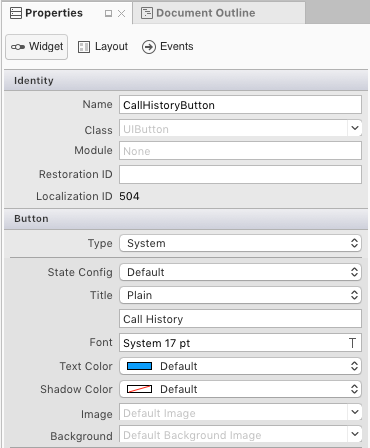 Properties
Document Outline
Widget
Layout
Events
Identity
Name CallHistoryButton
Class UIButton
Module None
Restoration ID
Localization ID 504
Button
Type System
State Config Default
Title Plain
Call History
Font System 17 pt T
Text Color Default
Shadow Color Default
Image Default Image
Background Default Background Image